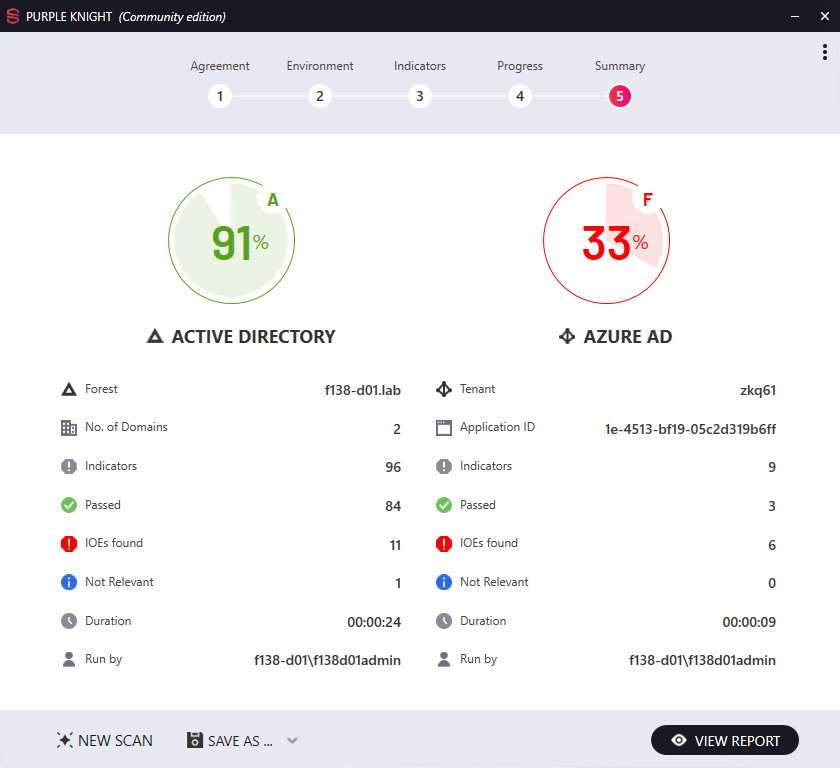 PURPLE KNIGHT (Community edition)
Agreement Environment Indicators Progress Summary
1 2 3 4 5
A
91%
F
33%
ACTIVE DIRECTORY
Forest f138-d01.lab
No. of Domains 2
Indicators 96
Passed 84
IOEs found 11
Not Relevant 1
Duration 00:00:24
Run by f138-d01\f138d01admin
AZURE AD
Tenant zkq61
Application ID 1e-4513-bf19-05c2d319b6ff
Indicators 9
Passed 3
IOEs found 6
Not Relevant 0
Duration 00:00:09
Run by f138-d01\f138d01admin
NEW SCAN SAVE AS ... VIEW REPORT